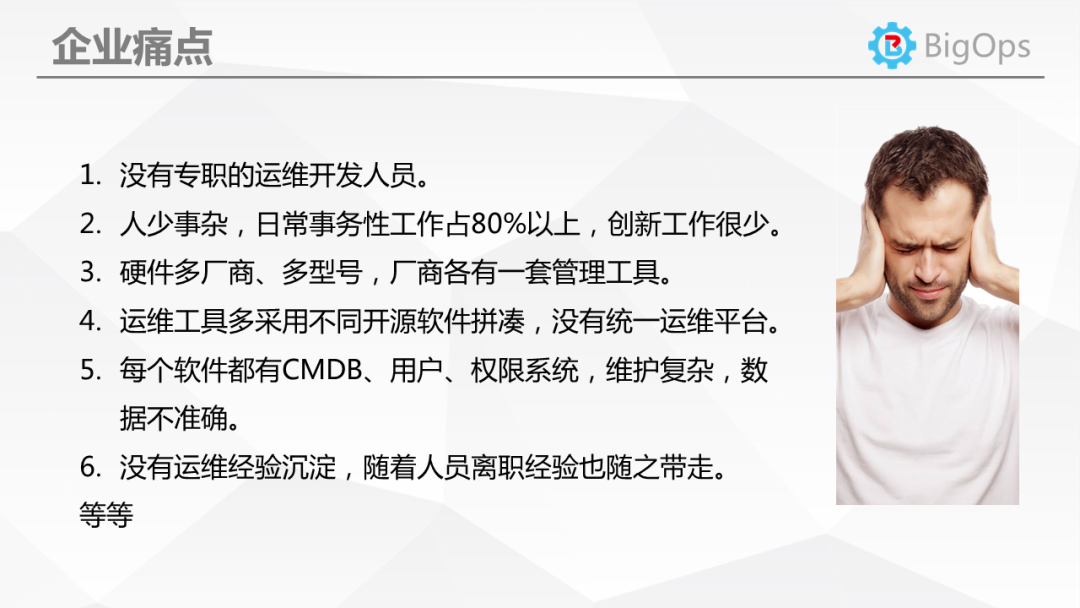 企业痛点
BigOps
1. 没有专职的运维开发人员。
2. 人少事杂，日常事务性工作占80%以上，创新工作很少。
3. 硬件多厂商、多型号，厂商各有一套管理工具。
4. 运维工具多采用不同开源软件拼凑，没有统一运维平台。
5. 每个软件都有CMDB、用户、权限系统，维护复杂，数
据不准确。
6. 没有运维经验沉淀，随着人员离职经验也随之带走。
等等